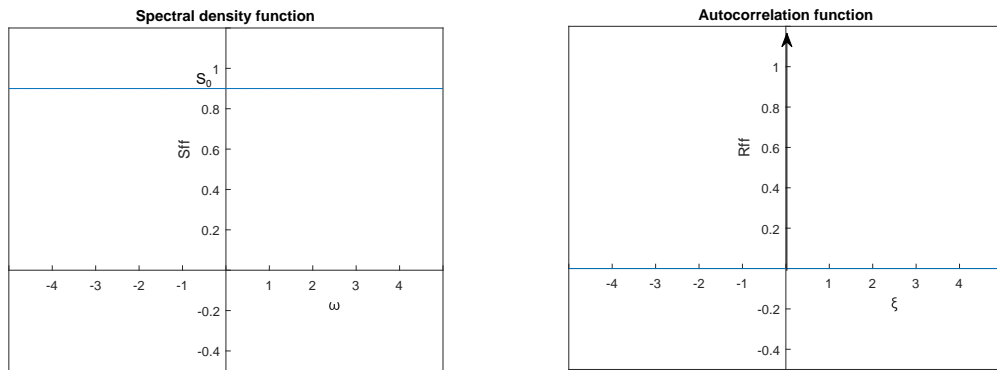 Spectral density function
1
S0
0.8
Sff
0.6
0.4
0.2
-4 -3 -2 -1 1 2 3 4
ω
-0.2
-0.4
Autocorrelation function
1
0.8
Rff
0.6
0.4
0.2
-4 -3 -2 -1 1 2 3 4
ξ
-0.2
-0.4